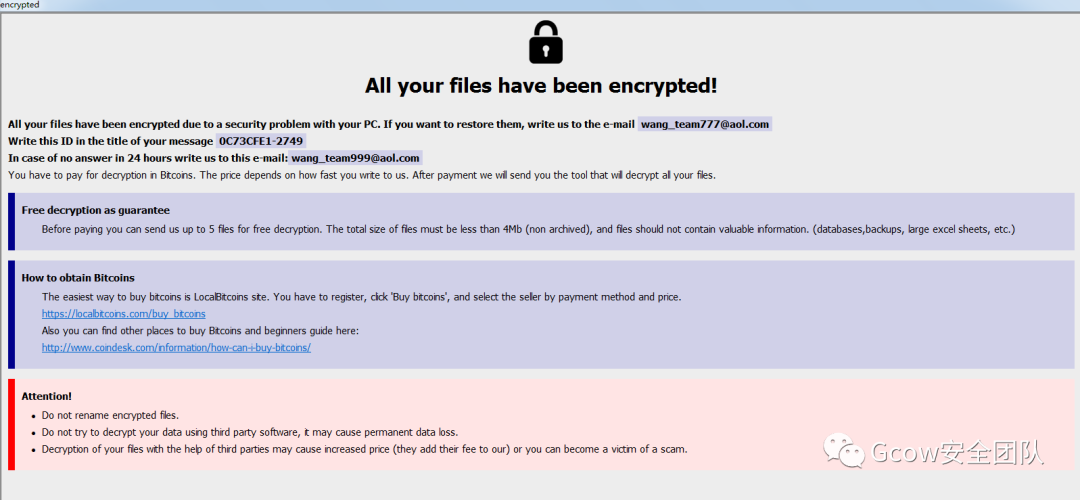 encrypted
All your files have been encrypted!
All your files have been encrypted due to a security problem with your PC. If you want to restore them, write us to the e-mail wang_team777@aol.com
Write this ID in the title of your message 0C73CFE1-2749
In case of no answer in 24 hours write us to this e-mail: wang_team999@aol.com
You have to pay for decryption in Bitcoins. The price depends on how fast you write to us. After payment we will send you the tool that will decrypt all your files.
Free decryption as guarantee
Before paying you can send us up to 5 files for free decryption. The total size of files must be less than 4Mb (non archived), and files should not contain valuable information. (databases,backups, large excel sheets, etc.)
How to obtain Bitcoins
The easiest way to buy bitcoins is LocalBitcoins site. You have to register, click 'Buy bitcoins', and select the seller by payment method and price.
https://localbitcoins.com/buy_bitcoins
Also you can find other places to buy Bitcoins and beginners guide here:
http://www.coindesk.com/information/how-can-i-buy-bitcoins/
Attention!
• Do not rename encrypted files.
• Do not try to decrypt your data using third party software, it may cause permanent data loss.
• Decryption of your files with the help of third parties may cause increased price (they add their fee to our) or you can become a victim of a scam.
Gcow安全团队